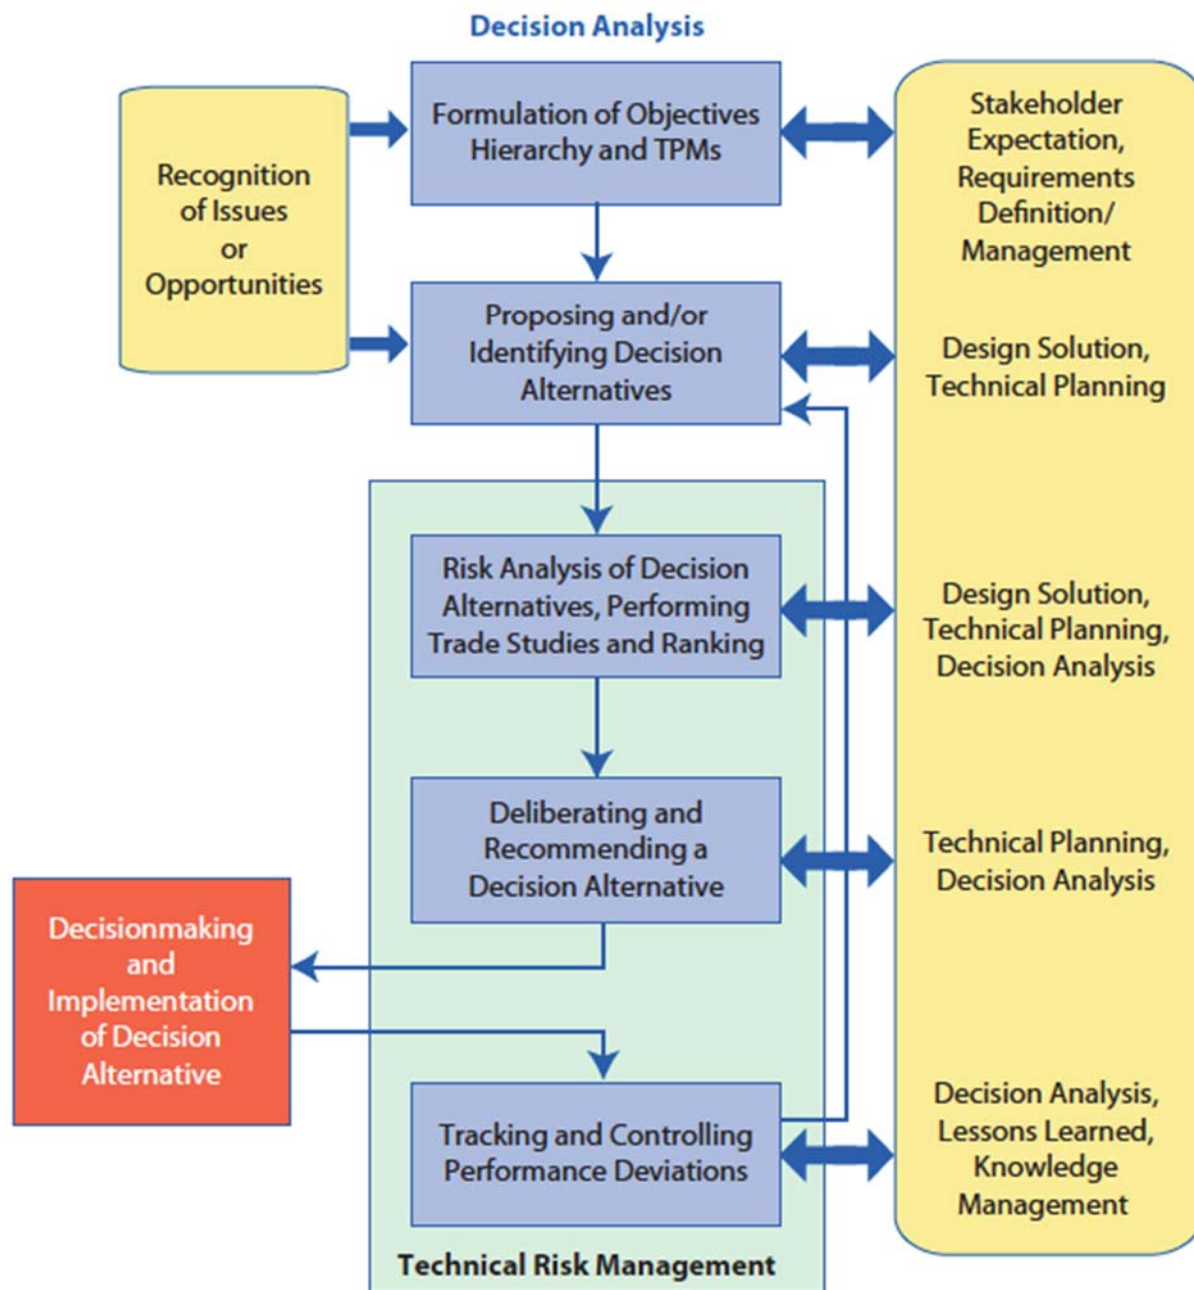 Decision Analysis
Recognition
of Issues
or
Opportunities
Formulation of Objectives
Hierarchy and TPMs
Stakeholder
Expectation,
Requirements
Definition/
Management
Proposing and/or
Identifying Decision
Alternatives
Design Solution,
Technical Planning
Risk Analysis of Decision
Alternatives, Performing
Trade Studies and Ranking
Design Solution,
Technical Planning,
Decision Analysis
Deliberating and
Recommending a
Decision Alternative
Technical Planning,
Decision Analysis
Decisionmaking
and
Implementation
of Decision
Alternative
Tracking and Controlling
Performance Deviations
Decision Analysis,
Lessons Learned,
Knowledge
Management
Technical Risk Management